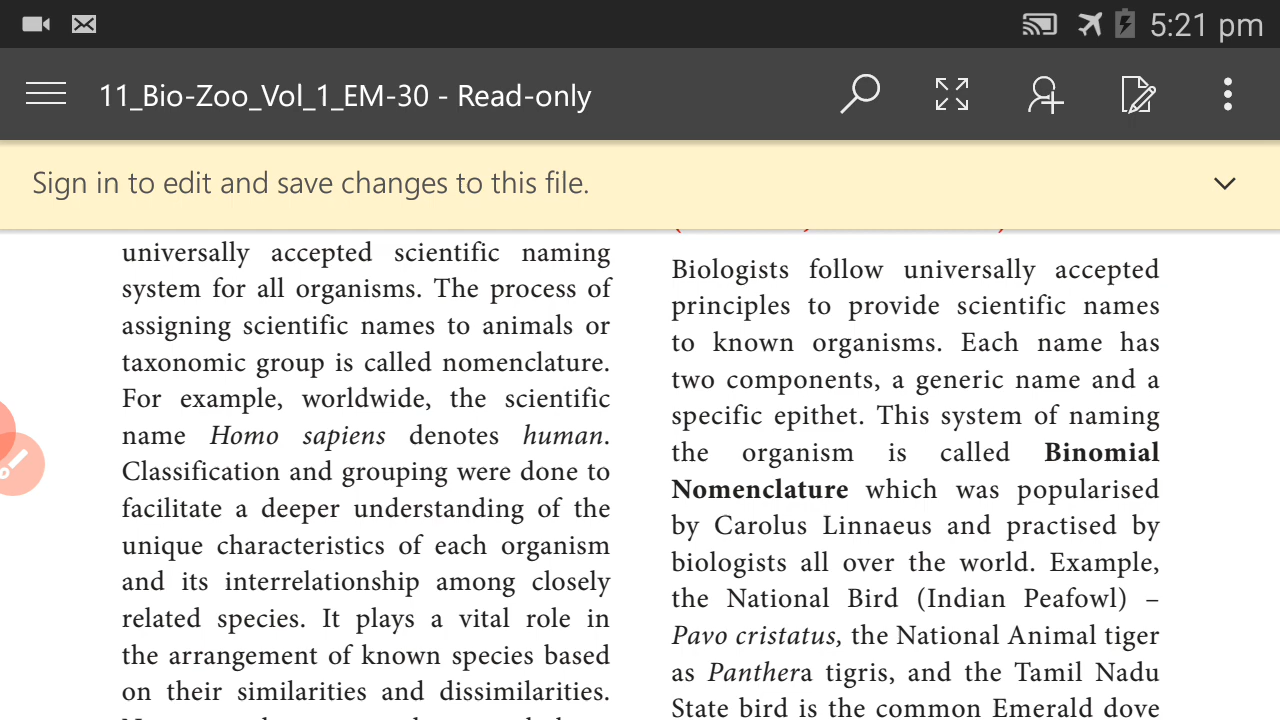 5:21 pm
11_Bio-Zoo_Vol_1_EM-30 - Read-only
Sign in to edit and save changes to this file.
universally accepted scientific naming
system for all organisms. The process of
assigning scientific names to animals or
taxonomic group is called nomenclature.
For example, worldwide, the scientific
name Homo sapiens denotes human.
Classification and grouping were done to
facilitate a deeper understanding of the
unique characteristics of each organism
and its interrelationship among closely
related species. It plays a vital role in
the arrangement of known species based
on their similarities and dissimilarities.
Biologists follow universally accepted
principles to provide scientific names
to known organisms. Each name has
two components, a generic name and a
specific epithet. This system of naming
the organism is called Binomial
Nomenclature which was popularised
by Carolus Linnaeus and practised by
biologists all over the world. Example,
the National Bird (Indian Peafowl) –
Pavo cristatus, the National Animal tiger
as Panthera tigris, and the Tamil Nadu
State bird is the common Emerald dove